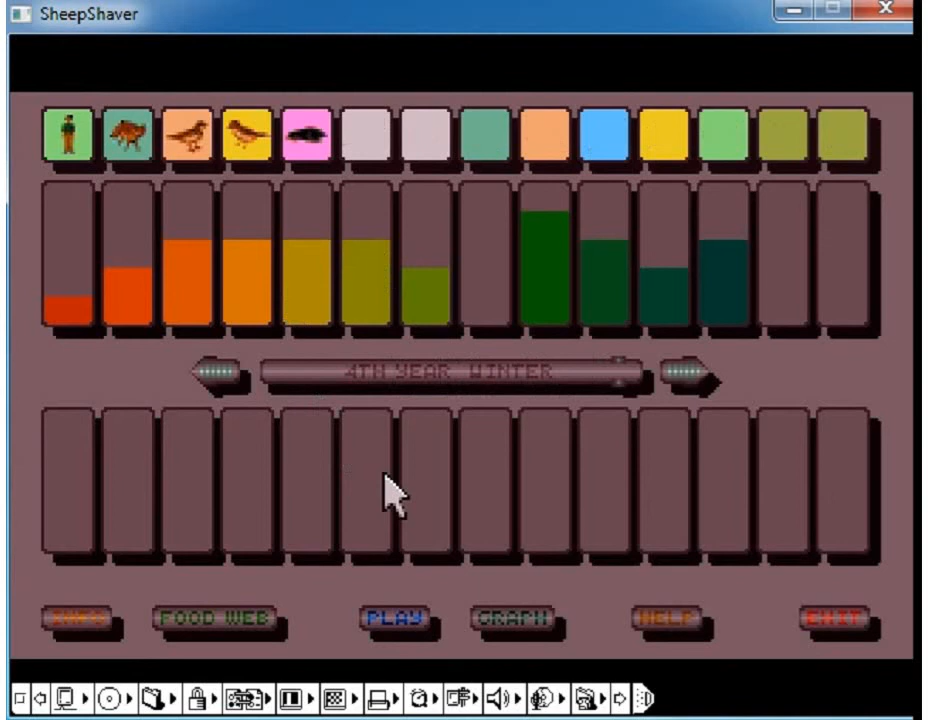 SheepShaver
4TH YEAR WINTER
INFO
FOOD WEB
PLAY
GRAPH
HELP
EXIT